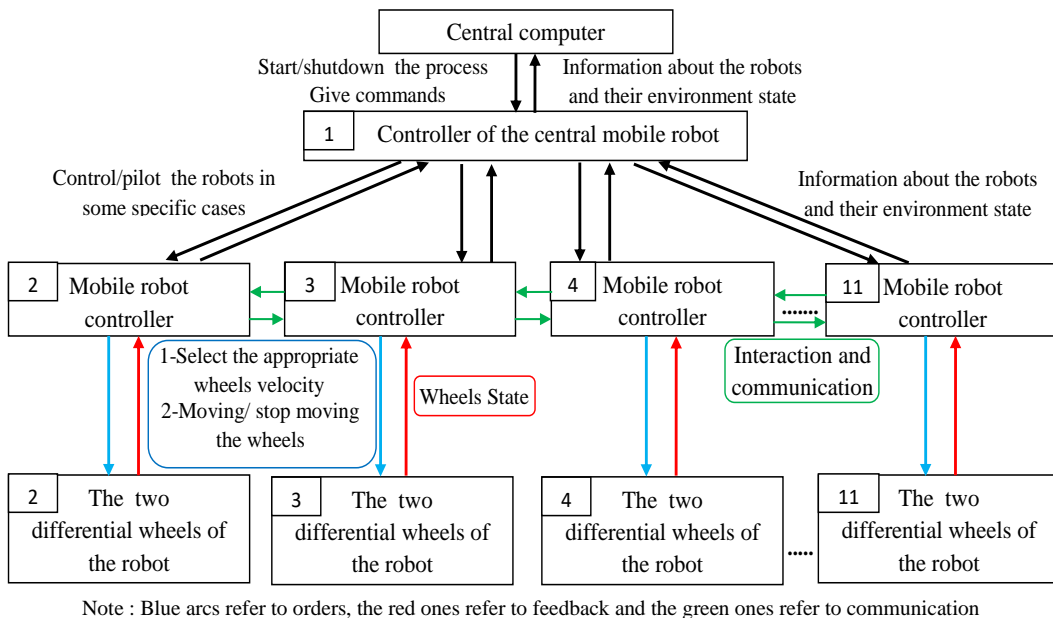 Central computer
Start/shutdown the process
Give commands
Information about the robots
and their environment state
1
Controller of the central mobile robot
Control/pilot the robots in
some specific cases
Information about the robots
and their environment state
2
Mobile robot
controller
3
Mobile robot
controller
4
Mobile robot
controller
.......
11
Mobile robot
controller
1-Select the appropriate
wheels velocity
2-Moving/ stop moving
the wheels
Wheels State
Interaction and
communication
2
The two
differential wheels of
the robot
3
The two
differential wheels of
the robot
4
The two
differential wheels of
the robot
.....
11
The two
differential wheels of
the robot
Note : Blue arcs refer to orders, the red ones refer to feedback and the green ones refer to communication